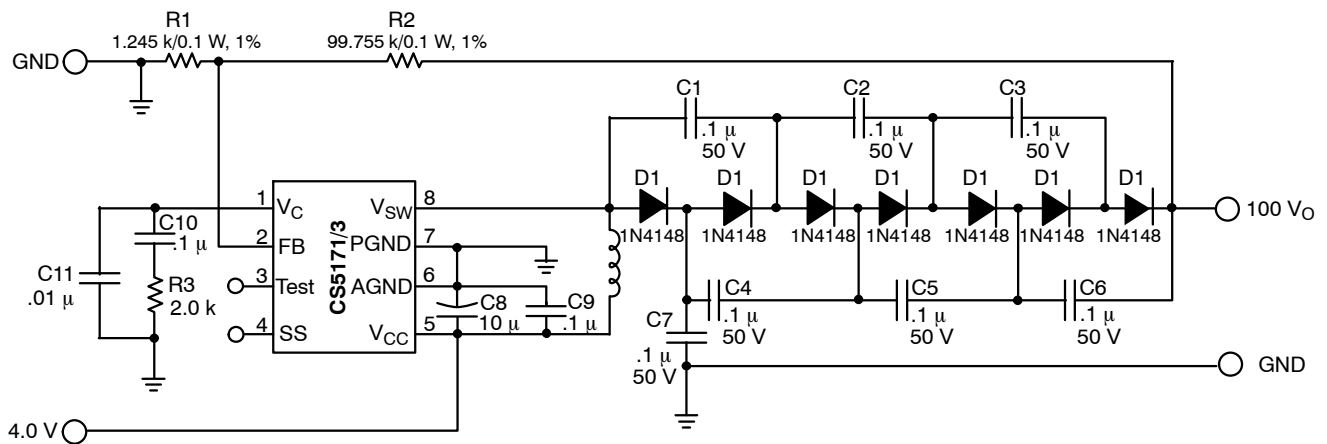 R1
1.245 k/0.1 W, 1%
R2
99.755 k/0.1 W, 1%
GND
C1
.1 µ
50 V
C2
.1 µ
50 V
C3
.1 µ
50 V
D1
1N4148
D1
1N4148
D1
1N4148
D1
1N4148
D1
1N4148
D1
1N4148
D1
1N4148
100 VO
1
VC
2
FB
3
Test
4
SS
CS5171/3
VSW
8
PGND
7
AGND
6
VCC
5
C10
.1 µ
C11
.01 µ
R3
2.0 k
C8
10 µ
C9
.1 µ
C4
.1 µ
50 V
C5
.1 µ
50 V
C6
.1 µ
50 V
C7
.1 µ
50 V
GND
4.0 V